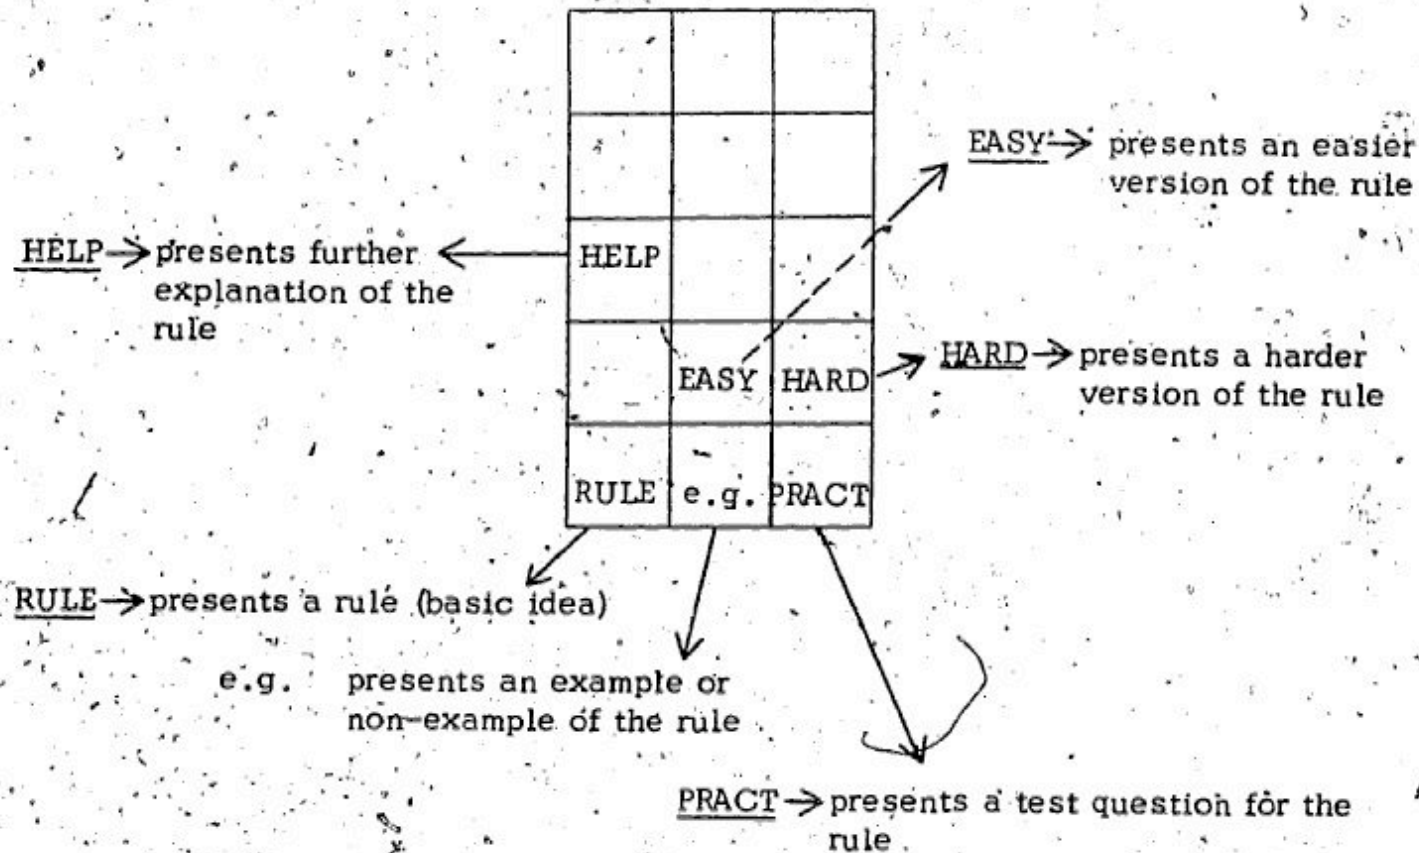 EASY→ presents an easier
version of the rule
HELP→presents further
explanation of the
rule
HELP
HARD→ presents a harder
version of the rule
EASY HARD
RULE e.g. PRACT
RULE→presents a rule (basic idea)
e.g. presents an example or
non-example of the rule
PRACT→presents a test question for the
rule